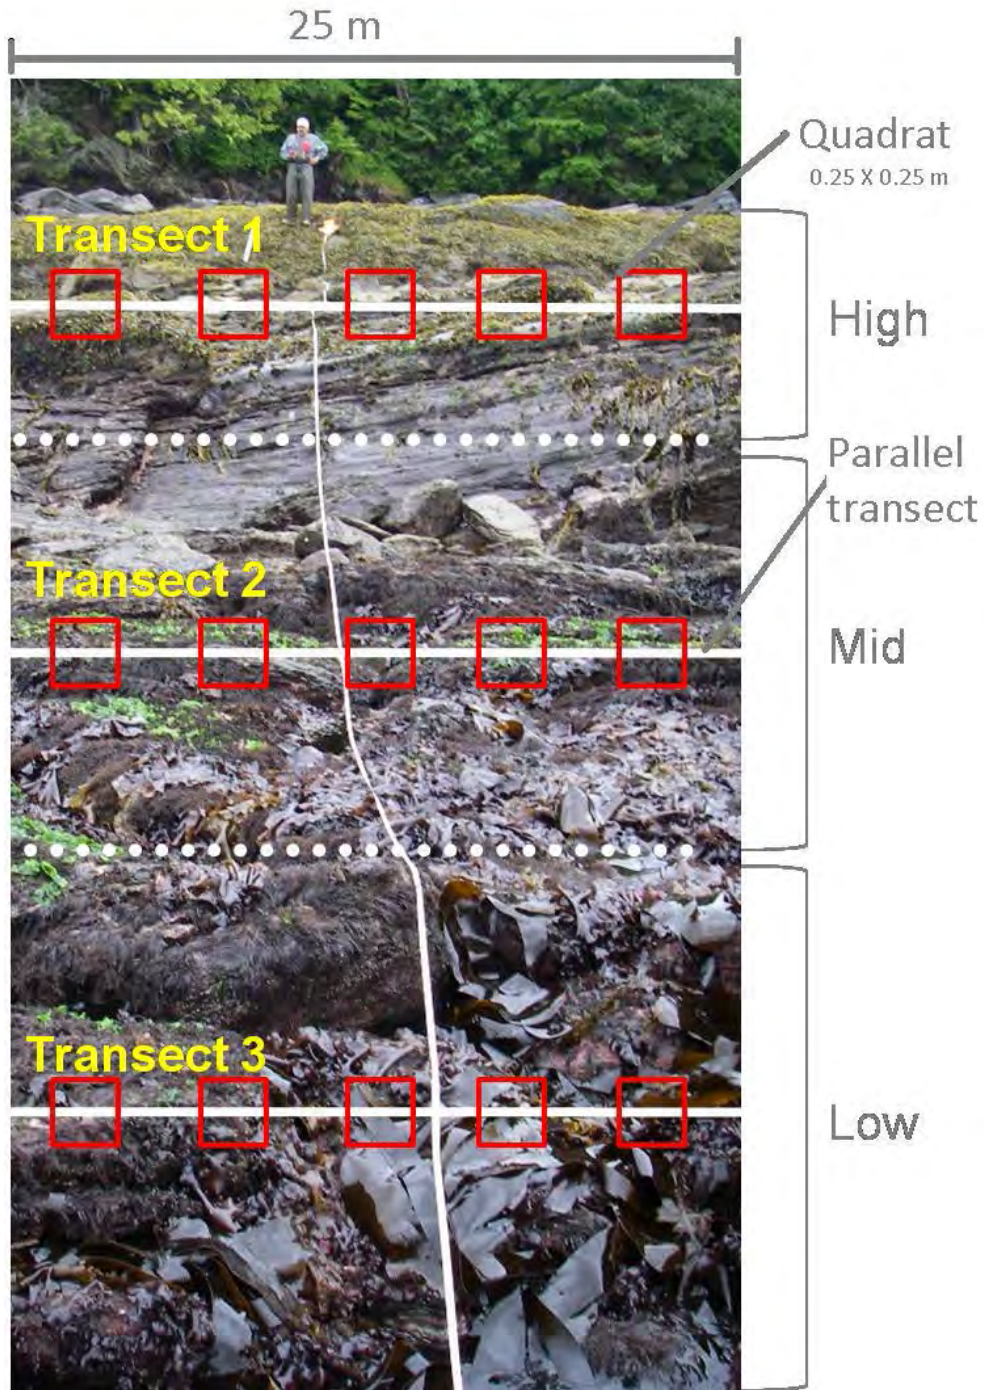 25 m
Quadrat
0.25 X 0.25 m
Transect 1
High
Parallel
transect
Transect 2
Mid
Transect 3
Low